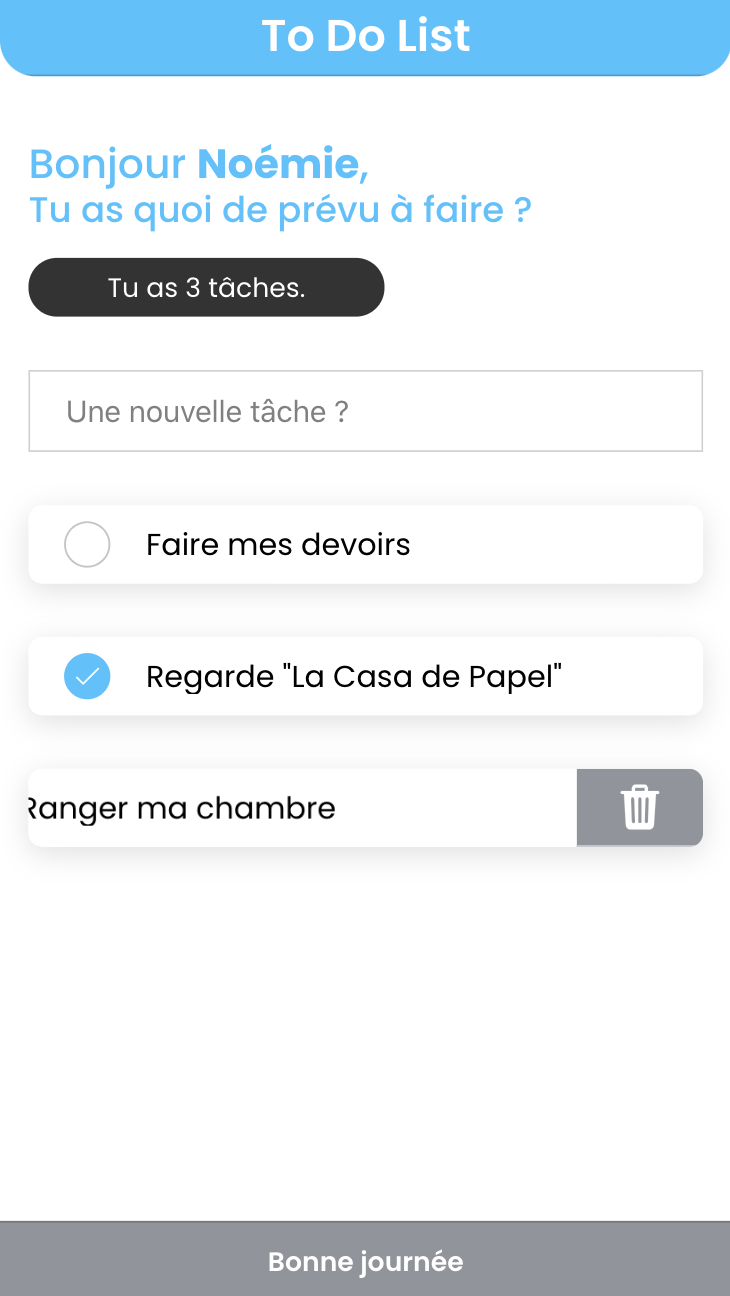 To Do List
Bonjour Noémie,
Tu as quoi de prévu à faire ?
Tu as 3 tâches.
Une nouvelle tâche ?
Faire mes devoirs
Regarde "La Casa de Papel"
Ranger ma chambre
Bonne journée